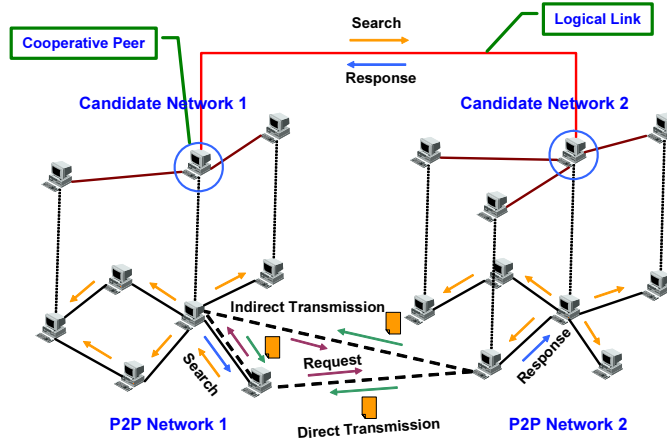 Search
Logical Link
Cooperative Peer
Response
Candidate Network 1
Candidate Network 2
Indirect Transmission
Request
Search
Response
P2P Network 1
Direct Transmission
P2P Network 2